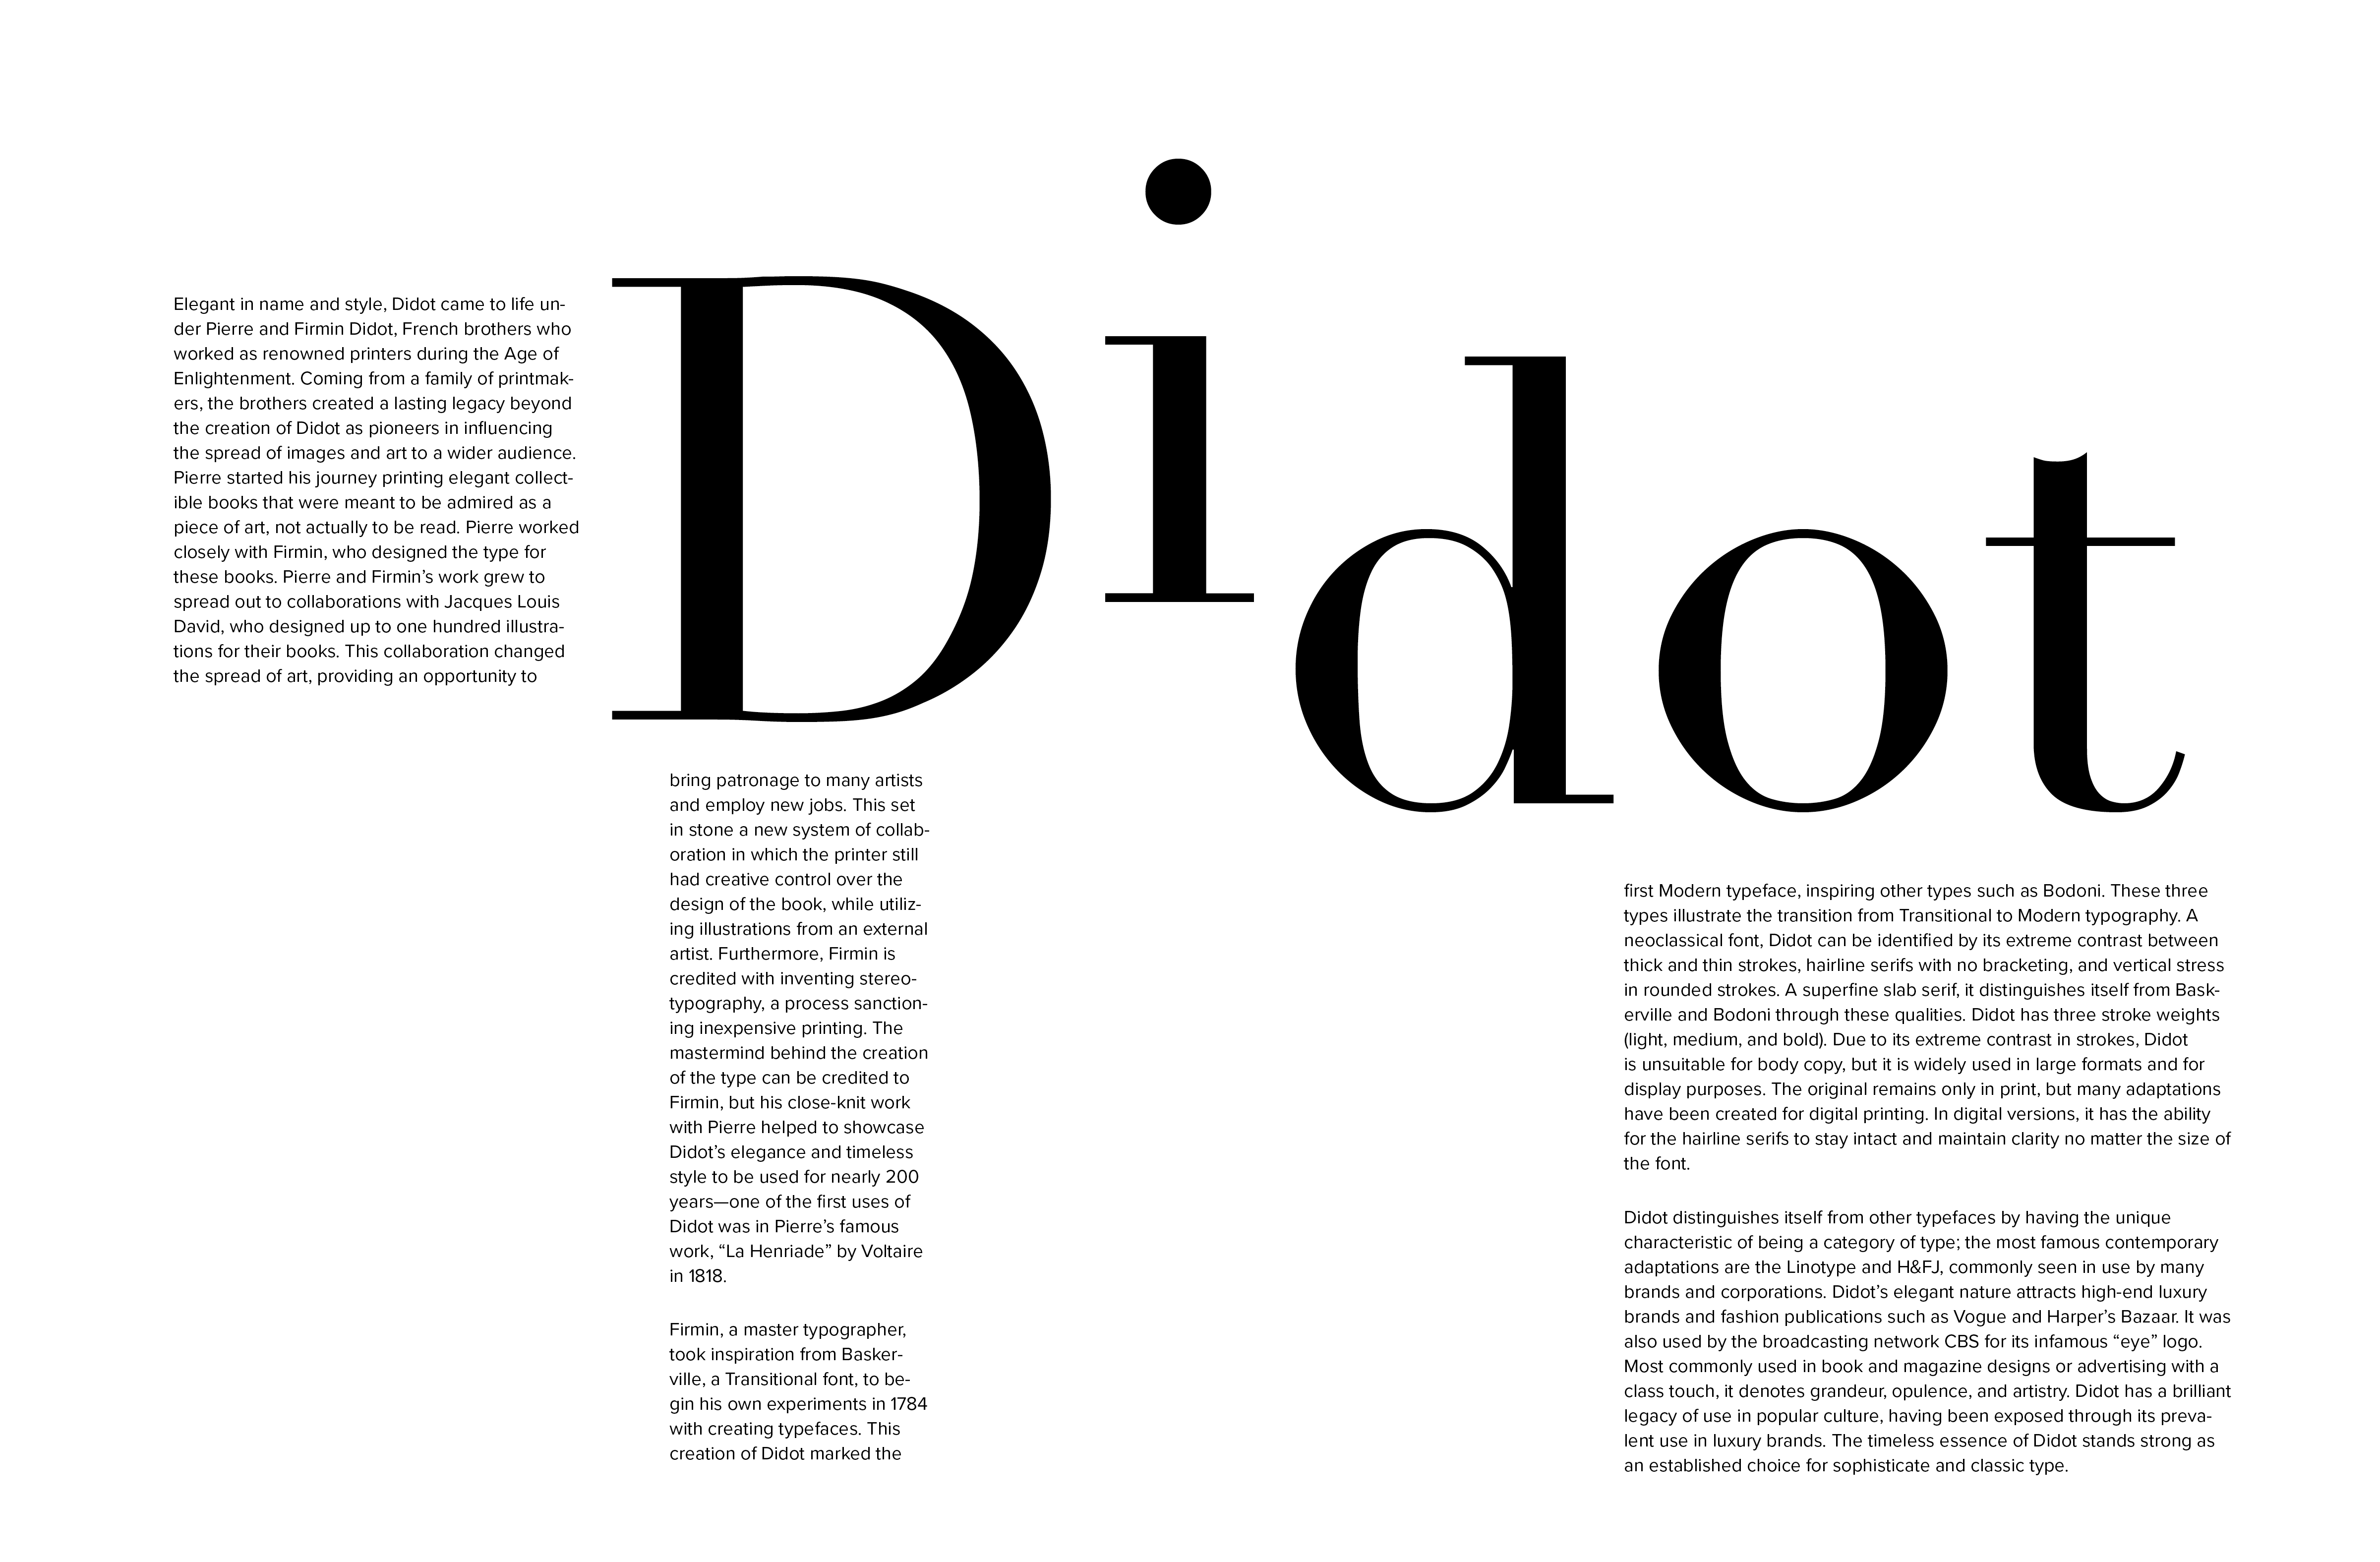 Didot
Elegant in name and style, Didot came to life un-
der Pierre and Firmin Didot, French brothers who
worked as renowned printers during the Age of
Enlightenment. Coming from a family of printmak-
ers, the brothers created a lasting legacy beyond
the creation of Didot as pioneers in influencing
the spread of images and art to a wider audience.
Pierre started his journey printing elegant collect-
ible books that were meant to be admired as a
piece of art, not actually to be read. Pierre worked
closely with Firmin, who designed the type for
these books. Pierre and Firmin’s work grew to
spread out to collaborations with Jacques Louis
David, who designed up to one hundred illustra-
tions for their books. This collaboration changed
the spread of art, providing an opportunity to
bring patronage to many artists
and employ new jobs. This set
in stone a new system of collab-
oration in which the printer still
had creative control over the
design of the book, while utiliz-
ing illustrations from an external
artist. Furthermore, Firmin is
credited with inventing stereo-
typography, a process sanction-
ing inexpensive printing. The
mastermind behind the creation
of the type can be credited to
Firmin, but his close-knit work
with Pierre helped to showcase
Didot’s elegance and timeless
style to be used for nearly 200
years—one of the first uses of
Didot was in Pierre’s famous
work, “La Henriade” by Voltaire
in 1818.
Firmin, a master typographer,
took inspiration from Basker-
ville, a Transitional font, to be-
gin his own experiments in 1784
with creating typefaces. This
creation of Didot marked the
first Modern typeface, inspiring other types such as Bodoni. These three
types illustrate the transition from Transitional to Modern typography. A
neoclassical font, Didot can be identified by its extreme contrast between
thick and thin strokes, hairline serifs with no bracketing, and vertical stress
in rounded strokes. A superfine slab serif, it distinguishes itself from Bask-
erville and Bodoni through these qualities. Didot has three stroke weights
(light, medium, and bold). Due to its extreme contrast in strokes, Didot
is unsuitable for body copy, but it is widely used in large formats and for
display purposes. The original remains only in print, but many adaptations
have been created for digital printing. In digital versions, it has the ability
for the hairline serifs to stay intact and maintain clarity no matter the size of
the font.
Didot distinguishes itself from other typefaces by having the unique
characteristic of being a category of type; the most famous contemporary
adaptations are the Linotype and H&FJ, commonly seen in use by many
brands and corporations. Didot’s elegant nature attracts high-end luxury
brands and fashion publications such as Vogue and Harper’s Bazaar. It was
also used by the broadcasting network CBS for its infamous “eye” logo.
Most commonly used in book and magazine designs or advertising with a
class touch, it denotes grandeur, opulence, and artistry. Didot has a brilliant
legacy of use in popular culture, having been exposed through its preva-
lent use in luxury brands. The timeless essence of Didot stands strong as
an established choice for sophisticate and classic type.